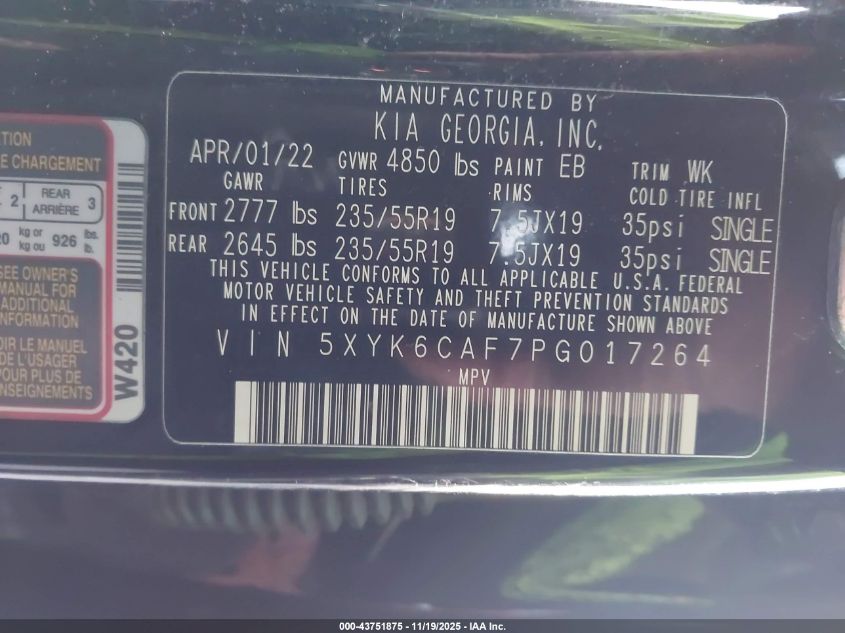 TION
E CHARGEMENT
2 REAR ARRIÈRE 3
20 kg or kg ou 926 lbs. lb.
SEE OWNER'S
MANUAL FOR
ADDITIONAL
INFORMATION
OIR LE MANUEL
DE L'USAGER
POUR PLUS DE
ENSEIGNEMENTS
W420
MANUFACTURED BY
KIA GEORGIA, INC.
APR/01/22 GVWR 4850 lbs PAINT EB TRIM WK
GAWR TIRES RIMS COLD TIRE INFL
FRONT 2777 lbs 235/55R19 7.5JX19 35psi SINGLE
REAR 2645 lbs 235/55R19 7.5JX19 35psi SINGLE
THIS VEHICLE CONFORMS TO ALL APPLICABLE U.S.A. FEDERAL
MOTOR VEHICLE SAFETY AND THEFT PREVENTION STANDARDS
IN EFFECT ON THE DATE OF MANUFACTURE SHOWN ABOVE
VIN 5XYK6CAF7PG017264
MPV
000-43751875 - 11/19/2025 - IAA Inc.